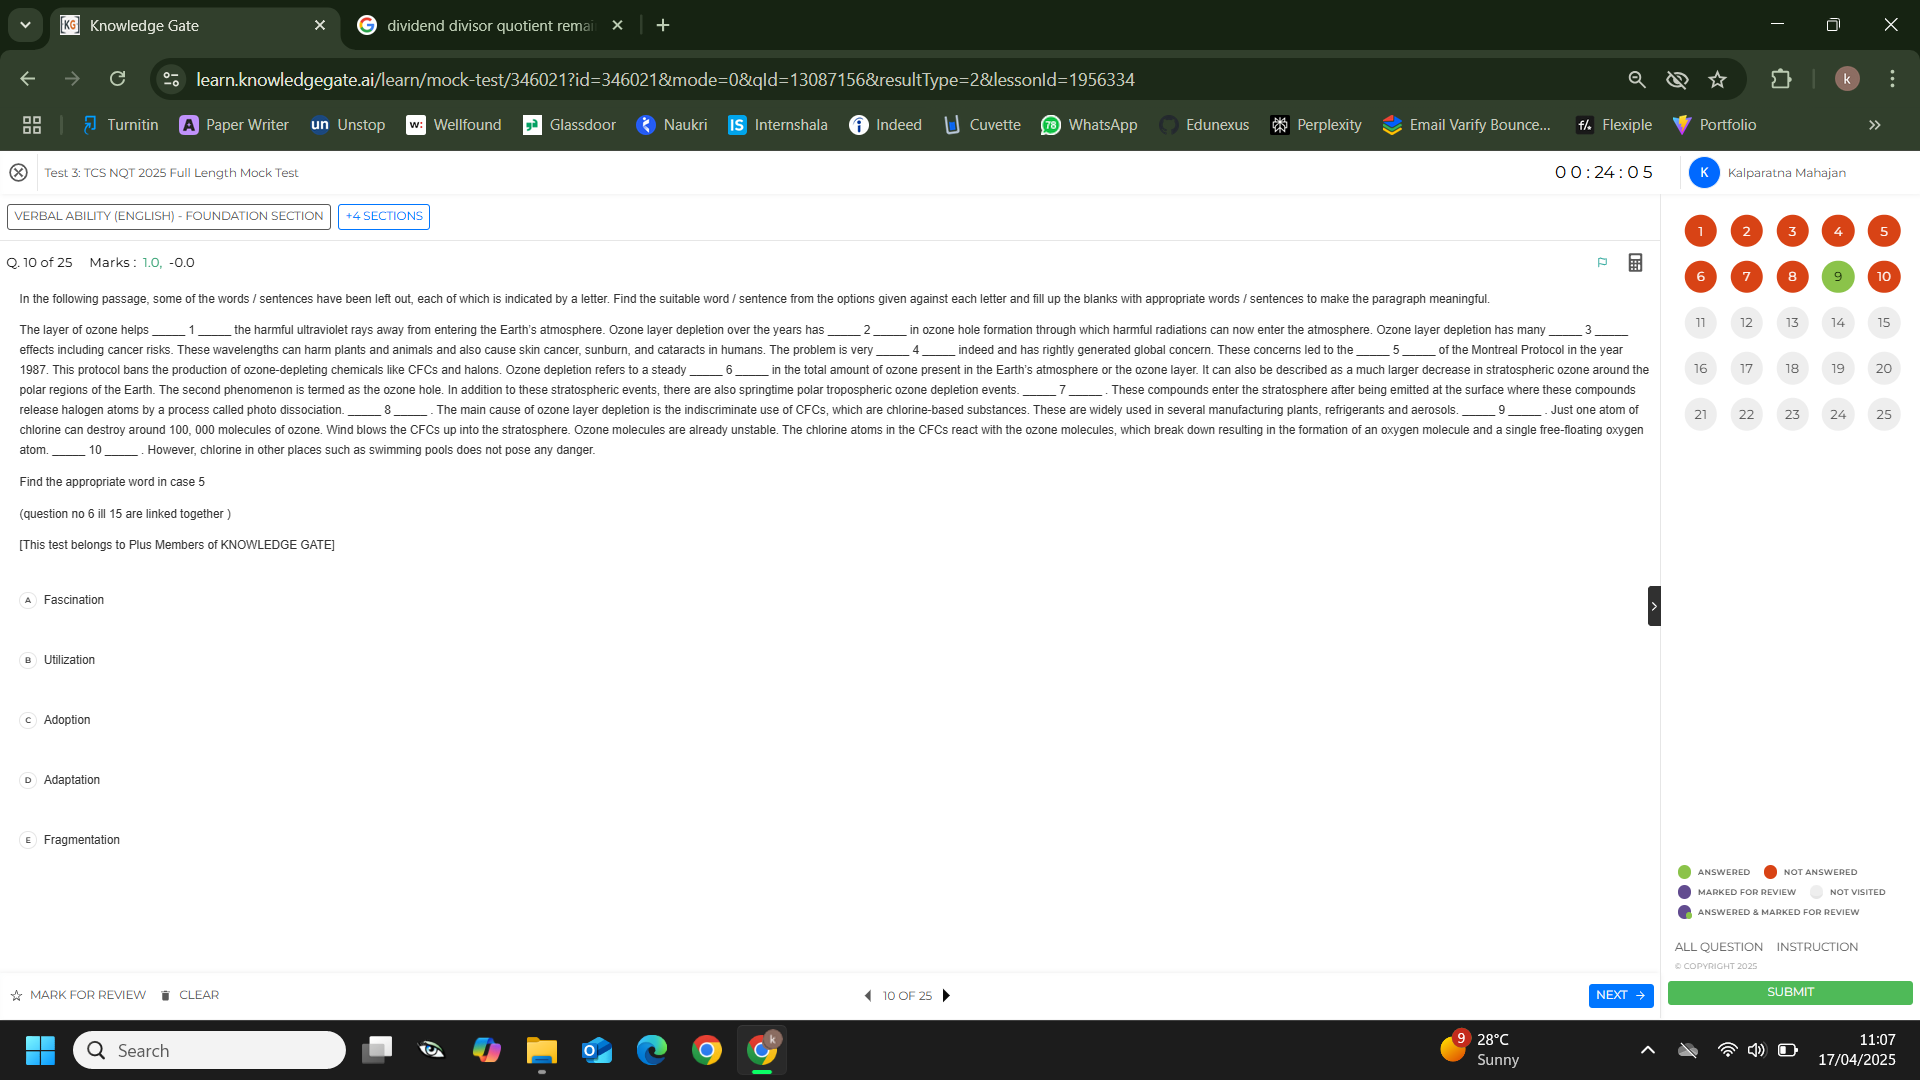 Knowledge Gate
dividend divisor quotient remai
learn.knowledgegate.ai/learn/mock-test/346021?id=346021&mode=0&qId=13087156&resultType=2&lessonId=1956334
k
Turnitin
A Paper Writer
un Unstop
w: Wellfound
Glassdoor
Naukri
IS Internshala
Indeed
Cuvette
78 WhatsApp
Edunexus
Perplexity
Email Varify Bounce...
f/. Flexiple
Portfolio
Test 3: TCS NQT 2025 Full Length Mock Test
00:24:05
K Kalparatna Mahajan
VERBAL ABILITY (ENGLISH) - FOUNDATION SECTION
+4 SECTIONS
Q. 10 of 25 Marks : 1.0, -0.0
In the following passage, some of the words / sentences have been left out, each of which is indicated by a letter. Find the suitable word / sentence from the options given against each letter and fill up the blanks with appropriate words / sentences to make the paragraph meaningful.
The layer of ozone helps _____ 1 _____ the harmful ultraviolet rays away from entering the Earth's atmosphere. Ozone layer depletion over the years has _____ 2 _____ in ozone hole formation through which harmful radiations can now enter the atmosphere. Ozone layer depletion has many _____ 3 _____
effects including cancer risks. These wavelengths can harm plants and animals and also cause skin cancer, sunburn, and cataracts in humans. The problem is very _____ 4 _____ indeed and has rightly generated global concern. These concerns led to the _____ 5 _____ of the Montreal Protocol in the year
1987. This protocol bans the production of ozone-depleting chemicals like CFCs and halons. Ozone depletion refers to a steady _____ 6 _____ in the total amount of ozone present in the Earth's atmosphere or the ozone layer. It can also be described as a much larger decrease in stratospheric ozone around the
polar regions of the Earth. The second phenomenon is termed as the ozone hole. In addition to these stratospheric events, there are also springtime polar tropospheric ozone depletion events. _____ 7 _____ . These compounds enter the stratosphere after being emitted at the surface where these compounds
release halogen atoms by a process called photo dissociation. _____ 8 _____ . The main cause of ozone layer depletion is the indiscriminate use of CFCs, which are chlorine-based substances. These are widely used in several manufacturing plants, refrigerants and aerosols. _____ 9 _____ . Just one atom of
chlorine can destroy around 100, 000 molecules of ozone. Wind blows the CFCs up into the stratosphere. Ozone molecules are already unstable. The chlorine atoms in the CFCs react with the ozone molecules, which break down resulting in the formation of an oxygen molecule and a single free-floating oxygen
atom. _____ 10 _____ . However, chlorine in other places such as swimming pools does not pose any danger.
Find the appropriate word in case 5
(question no 6 ill 15 are linked together )
[This test belongs to Plus Members of KNOWLEDGE GATE]
A Fascination
B Utilization
C Adoption
D Adaptation
E Fragmentation
1 2 3 4 5
6 7 8 9 10
11 12 13 14 15
16 17 18 19 20
21 22 23 24 25
ANSWERED NOT ANSWERED
MARKED FOR REVIEW NOT VISITED
ANSWERED & MARKED FOR REVIEW
ALL QUESTION INSTRUCTION
© COPYRIGHT 2025
SUBMIT
MARK FOR REVIEW CLEAR
10 OF 25
NEXT
Search
9 28°C
Sunny
11:07
17/04/2025